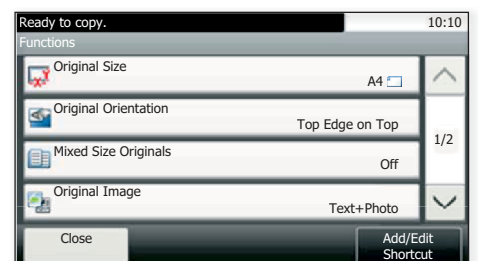 Ready to copy. 10:10
Functions
Original Size
A4
Original Orientation
Top Edge on Top
1/2
Mixed Size Originals
Off
Original Image
Text+Photo
Close
Add/Edit
Shortcut